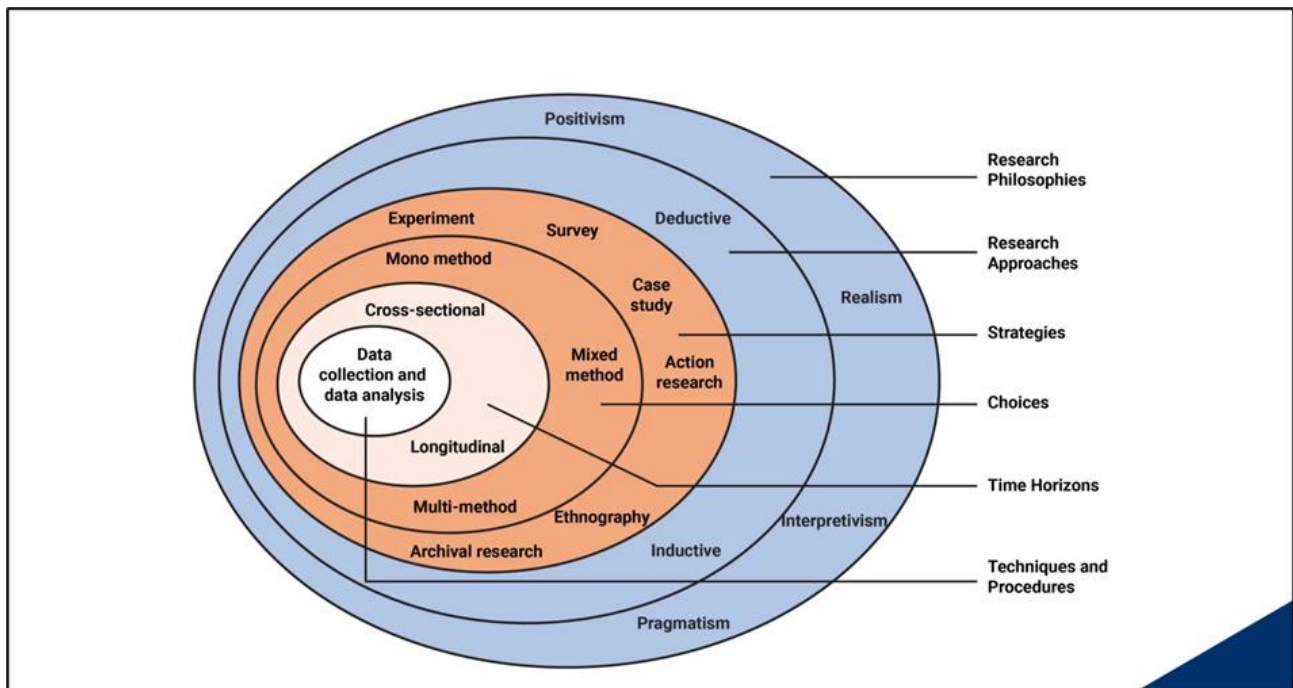 Positivism
Research
Philosophies
Experiment
Survey
Deductive
Research
Approaches
Mono method
Case
study
Realism
Cross-sectional
Strategies
Data
collection and
data analysis
Mixed
method
Action
research
Choices
Longitudinal
Time Horizons
Multi-method
Ethnography
Interpretivism
Archival research
Inductive
Techniques and
Procedures
Pragmatism